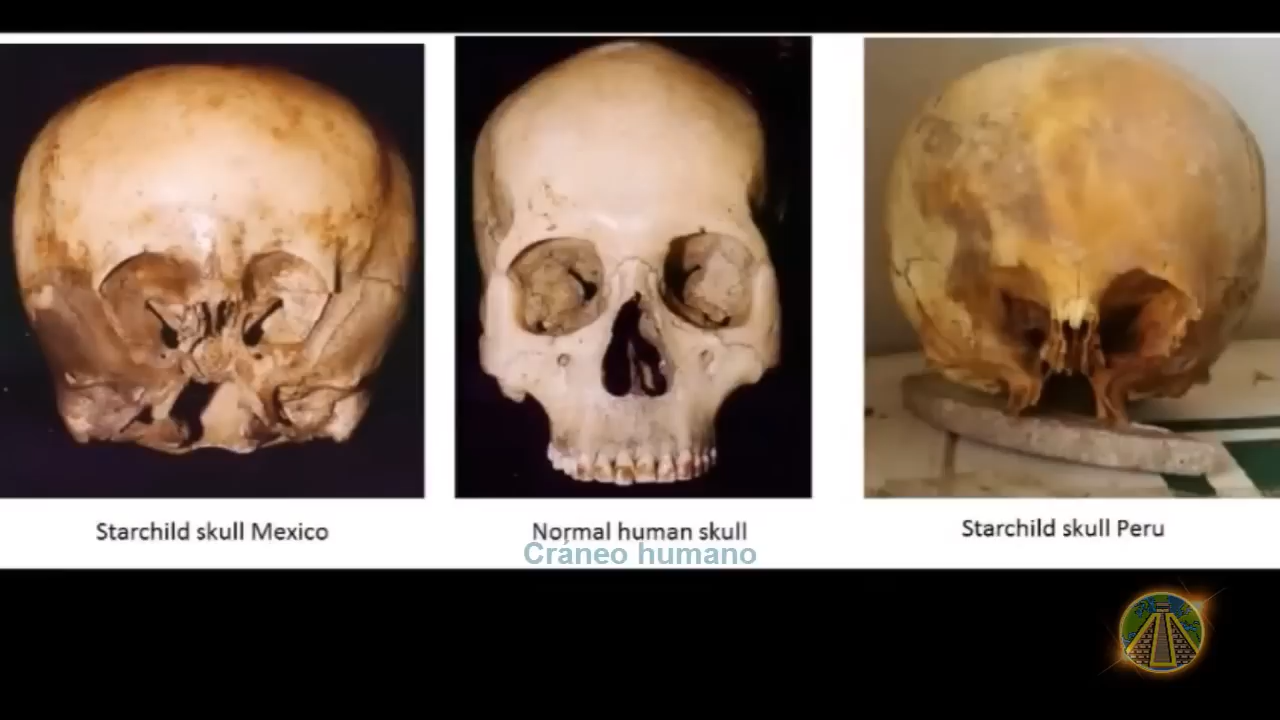 Starchild skull Mexico
Normal human skull
Starchild skull Peru
Cráneo humano